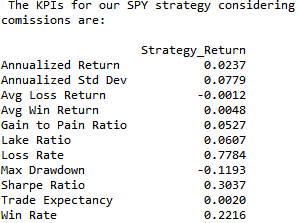 The KPIs for our SPY strategy considering
comissions are:
Strategy_Return
Annualized Return 0.0237
Annualized Std Dev 0.0779
Avg Loss Return -0.0012
Avg Win Return 0.0048
Gain to Pain Ratio 0.0527
Lake Ratio 0.0607
Loss Rate 0.7784
Max Drawdown -0.1193
Sharpe Ratio 0.3037
Trade Expectancy 0.0020
Win Rate 0.2216